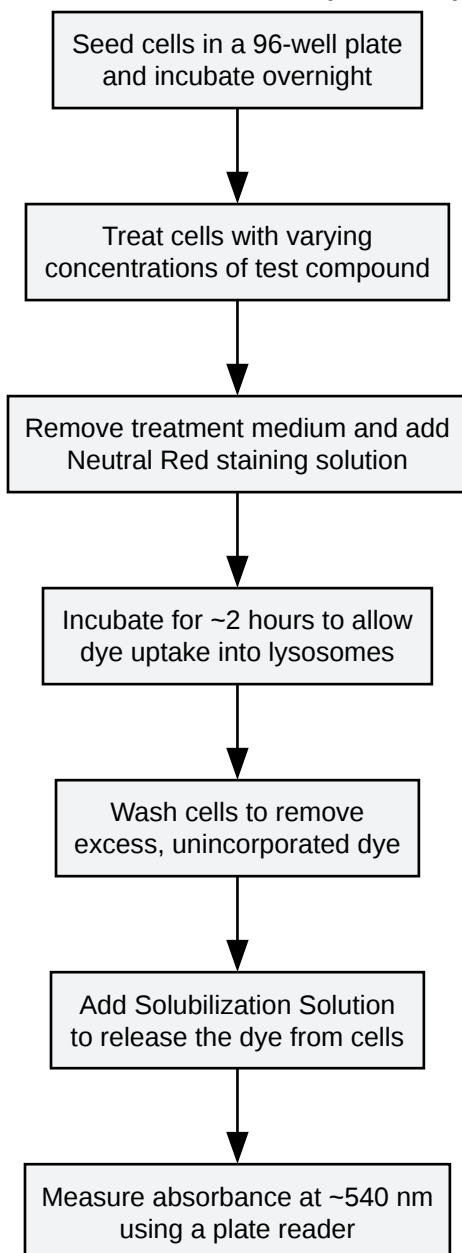 Seed cells in a 96-well plate
and incubate overnight
Treat cells with varying
concentrations of test compound
Remove treatment medium and add
Neutral Red staining solution
Incubate for ~2 hours to allow
dye uptake into lysosomes
Wash cells to remove
excess, unincorporated dye
Add Solubilization Solution
to release the dye from cells
Measure absorbance at ~540 nm
using a plate reader